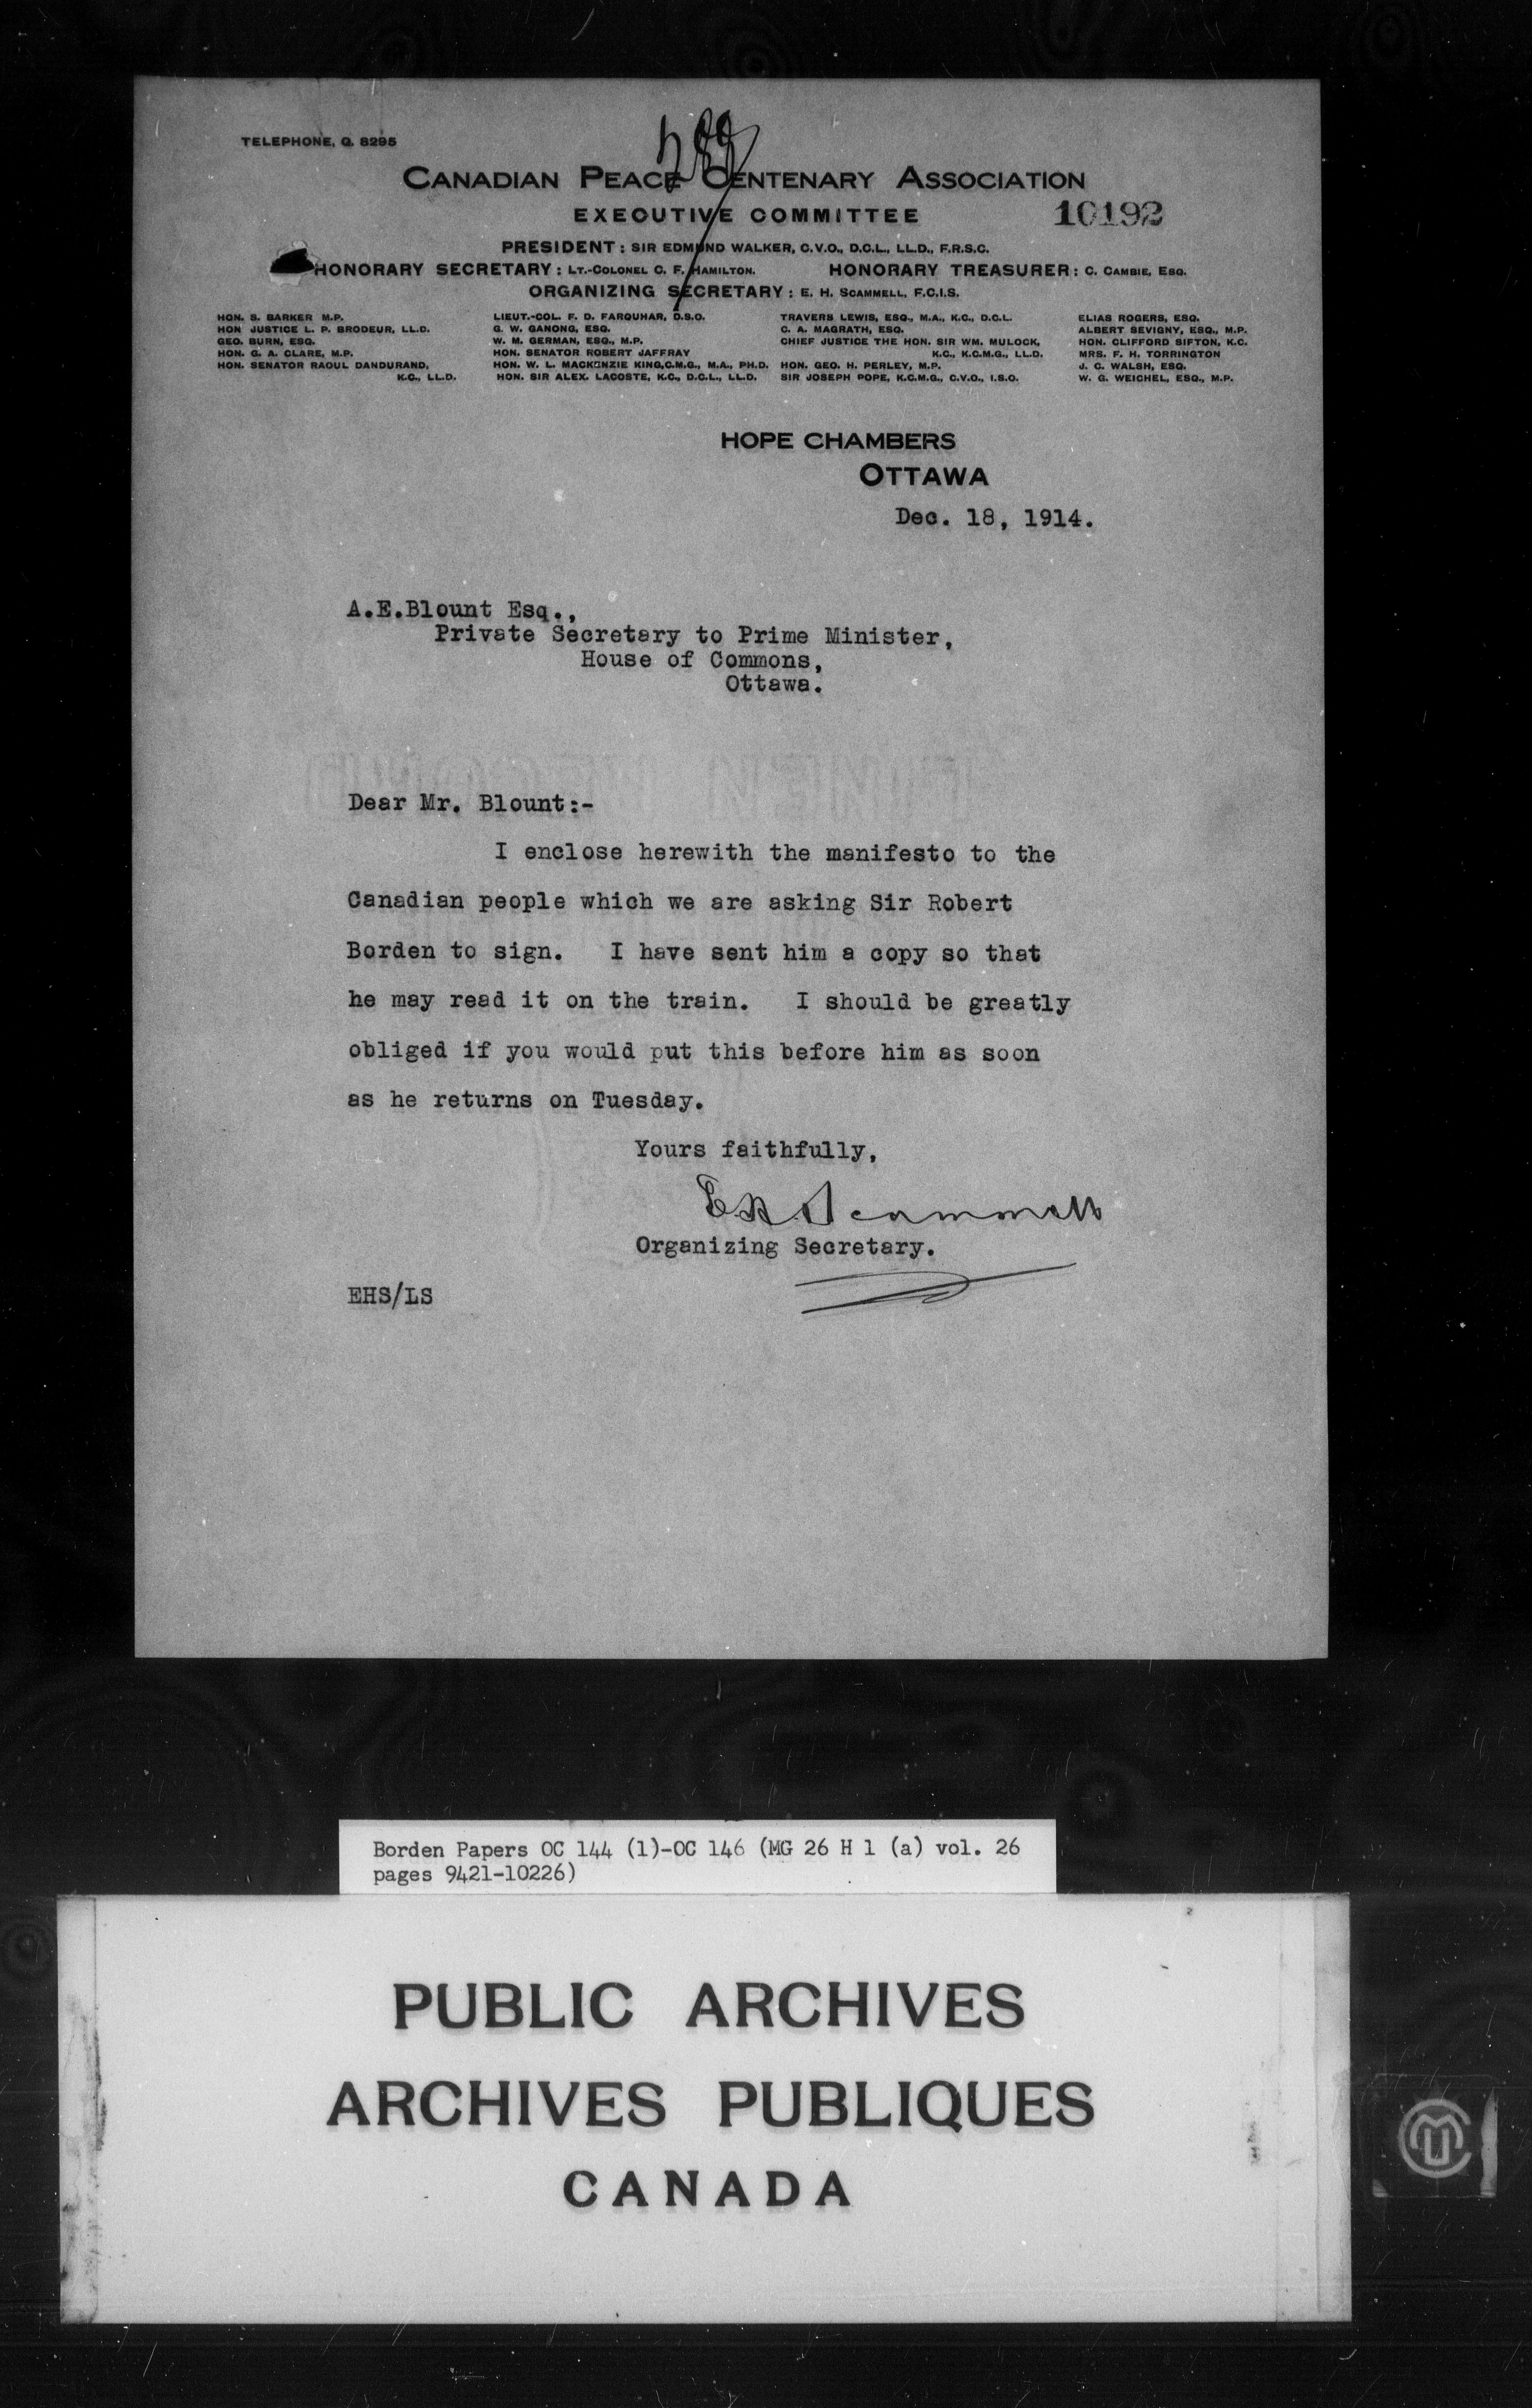 TELEPHONE, Q. 8295
CANADIAN PEACE CENTENARY ASSOCIATION
EXECUTIVE COMMITTEE
10192
PRESIDENT: SIR EDMUND WALKER, C.V.O., D.C.L., LL.D., F.R.S.C.
HONORARY SECRETARY: LT.-COLONEL C. F. HAMILTON. HONORARY TREASURER: C. CAMBIE, ESQ.
ORGANIZING SECRETARY: E. H. SCAMMELL, F.C.I.S.
HON. S. BARKER M.P.
HON JUSTICE L. P. BRODEUR, LL.D.
GEO. BURN, ESQ.
HON. G. A. CLARE, M.P.
HON. SENATOR RAOUL DANDURAND,
K.C., LL.D.
LIEUT.-COL. F. D. FARQUHAR, D.S.O.
G. W. GANONG, ESQ.
W. M. GERMAN, ESQ., M.P.
HON. SENATOR ROBERT JAFFRAY
HON. W. L. MACKENZIE KING, C.M.G., M.A., PH.D.
HON. SIR ALEX. LACOSTE, K.C., D.C.L., LL.D.
TRAVERS LEWIS, ESQ., M.A., K.C., D.C.L.
C. A. MAGRATH, ESQ.
CHIEF JUSTICE THE HON. SIR WM. MULOCK,
K.C., K.C.M.G., LL.D.
HON. GEO. H. PERLEY, M.P.
SIR JOSEPH POPE, K.C.M.G., C.V.O., I.S.O.
ELIAS ROGERS, ESQ.
ALBERT SEVIGNY, ESQ., M.P.
HON. CLIFFORD SIFTON, K.C.
MRS. F. H. TORRINGTON
J. C. WALSH, ESQ.
W. G. WEICHEL, ESQ., M.P.
HOPE CHAMBERS
OTTAWA
Dec. 18, 1914.
A.E.Blount Esq.,
Private Secretary to Prime Minister,
House of Commons,
Ottawa.
Dear Mr. Blount:-
I enclose herewith the manifesto to the
Canadian people which we are asking Sir Robert
Borden to sign. I have sent him a copy so that
he may read it on the train. I should be greatly
obliged if you would put this before him as soon
as he returns on Tuesday.
Yours faithfully,
E.H.Scammell
Organizing Secretary.
EHS/LS
Borden Papers OC 144 (1)-OC 146 (MG 26 H 1 (a) vol. 26
pages 9421-10226)
PUBLIC ARCHIVES
ARCHIVES PUBLIQUES
CANADA